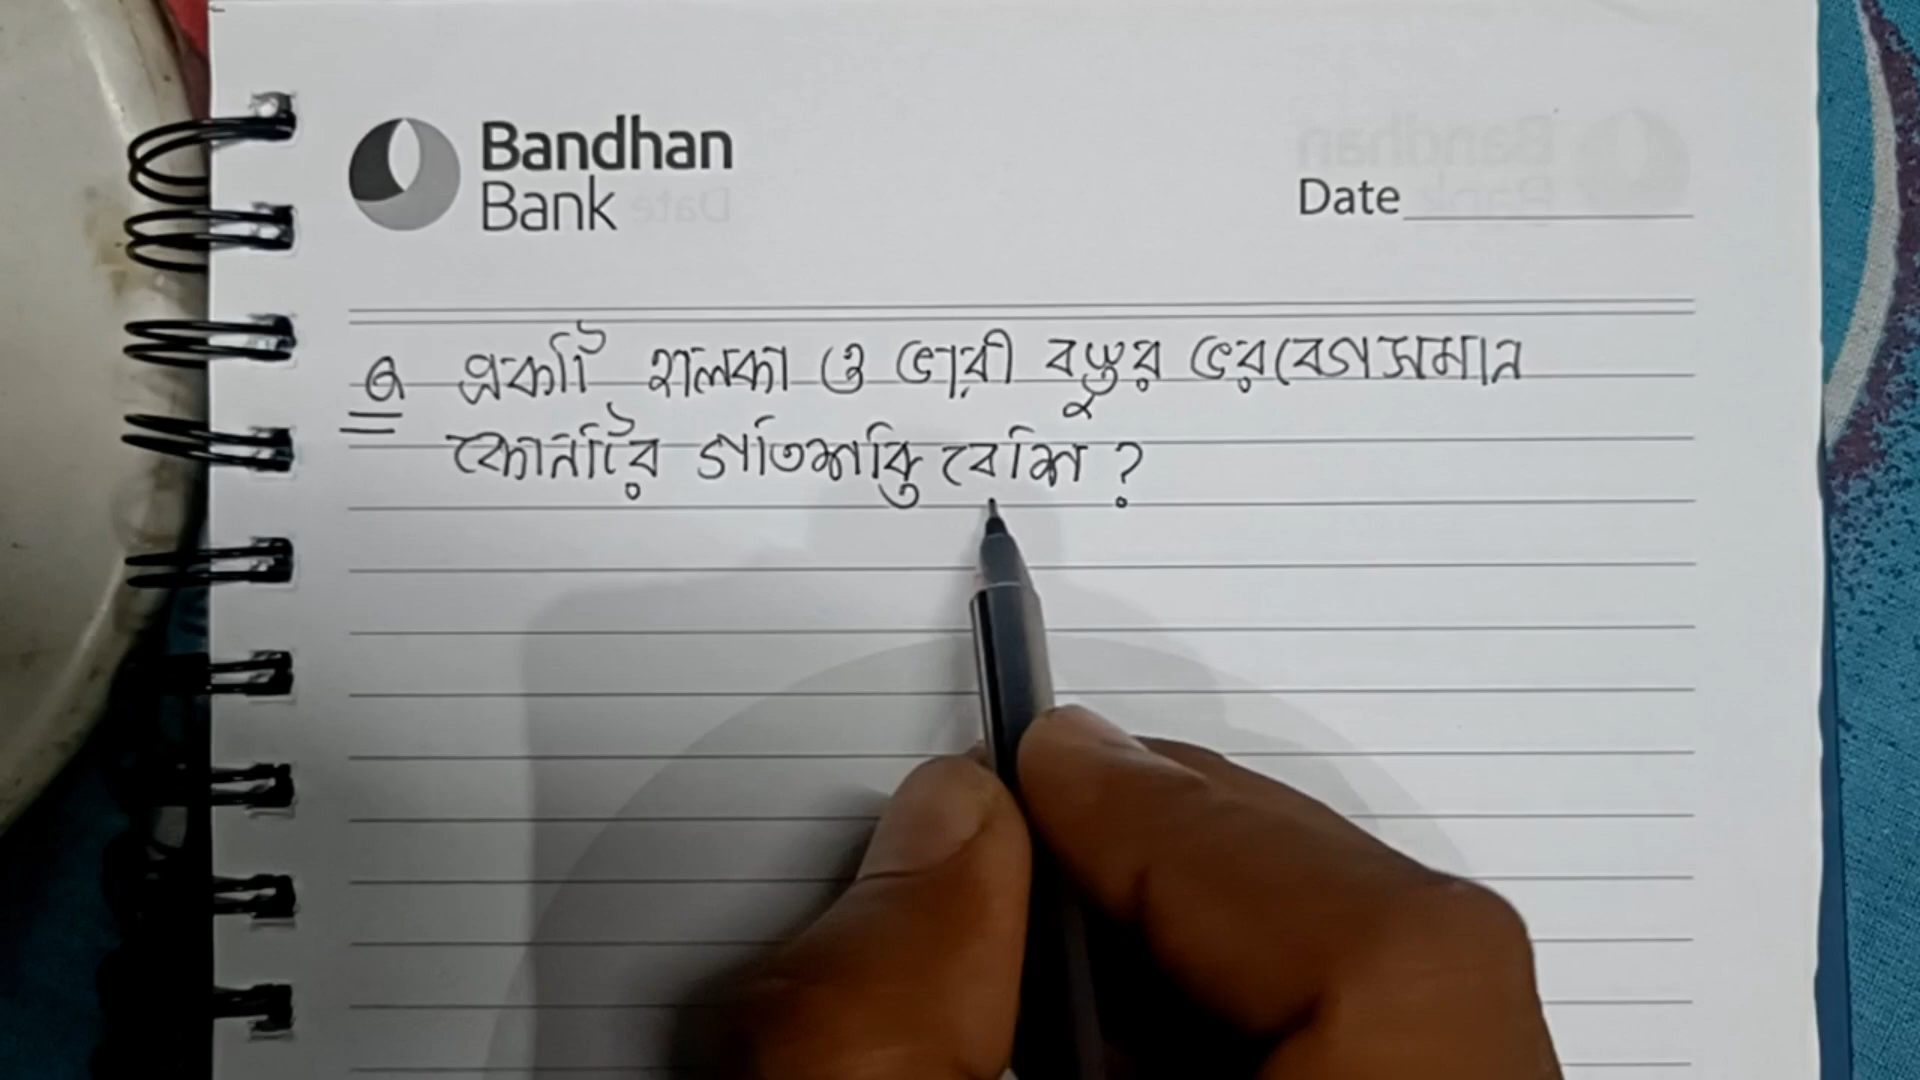 Bandhan
Bank
Date
Q একটি হালকা ও ভারী বস্তুর ভরবেগ সমান
কোনটির গতিশক্তি বেশি ?